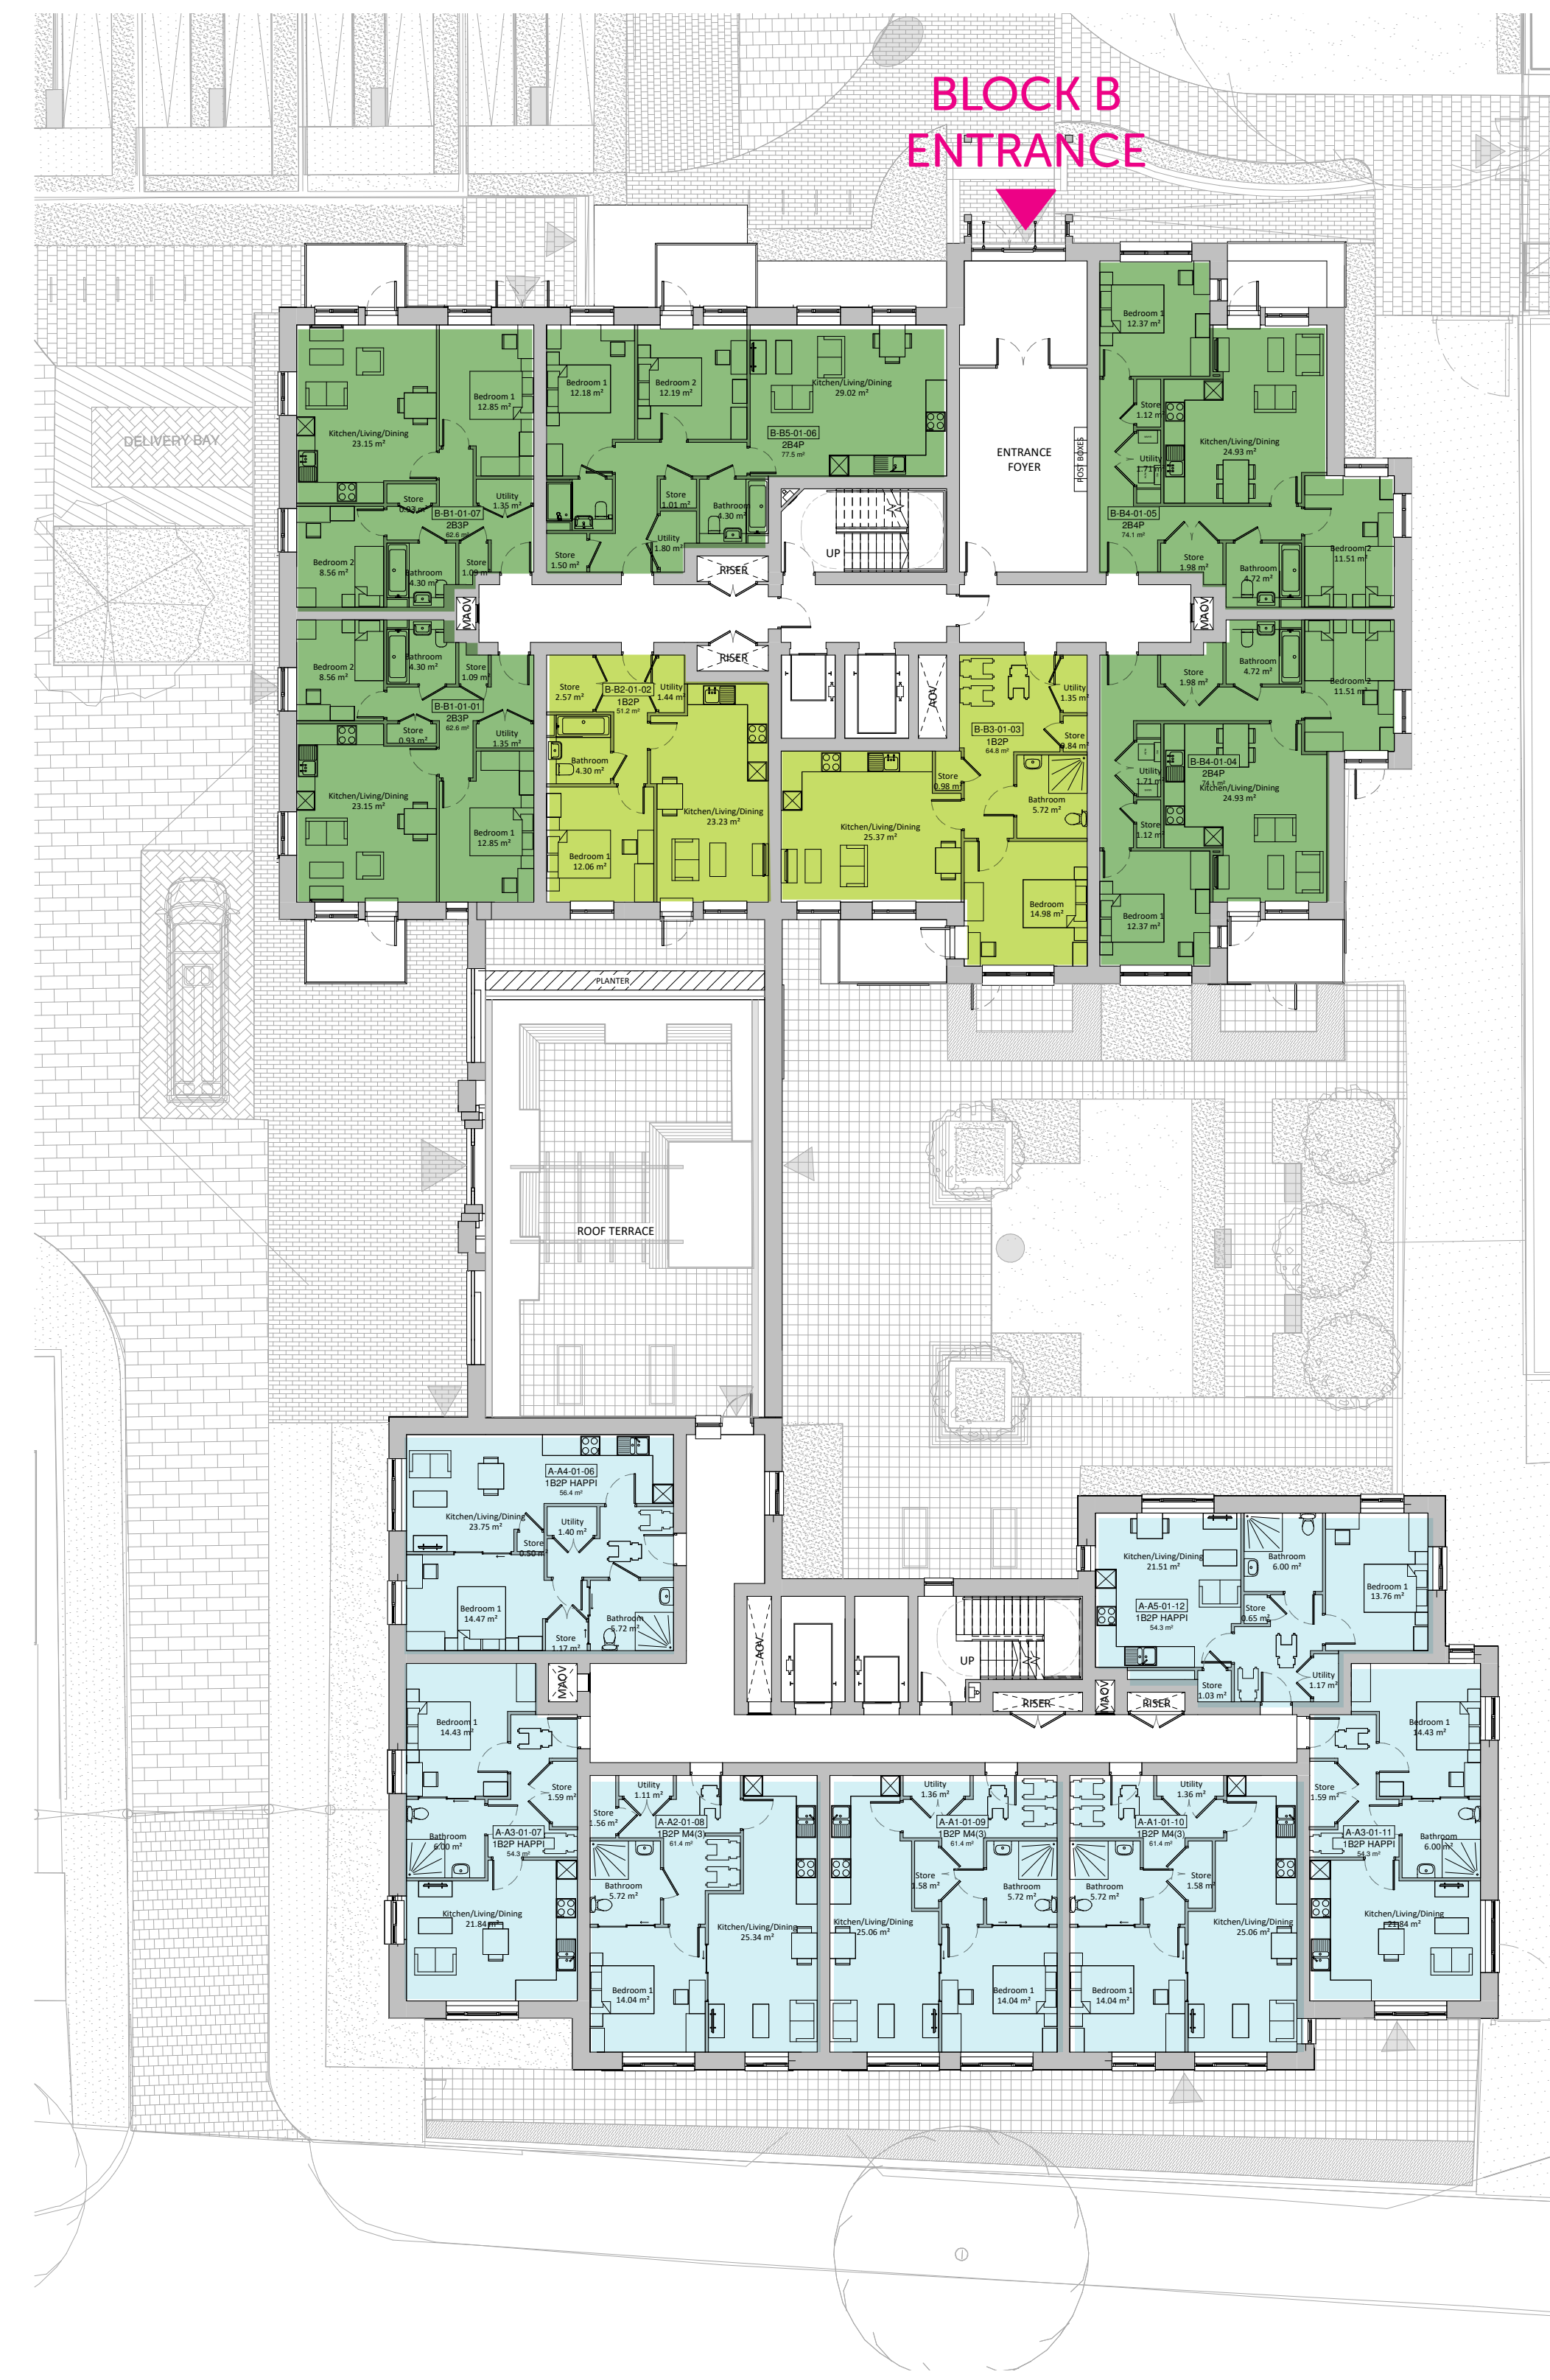 BLOCK B
ENTRANCE
DELIVERY BAY
Kitchen/Living/Dining
23.15 m²
Bedroom 1
12.85 m²
Store
0.93 m²
Utility
1.35 m²
B-B1-01-07
2B3P
62.6 m²
Bedroom 2
8.56 m²
Bathroom
4.30 m²
Store
1.09 m²
MAOV
Bedroom 1
12.18 m²
Bedroom 2
12.19 m²
Kitchen/Living/Dining
29.02 m²
B-B5-01-06
2B4P
77.5 m²
Store
1.01 m²
Bathroom
4.30 m²
Utility
1.80 m²
Store
1.50 m²
RISER
UP
ENTRANCE
FOYER
POST BOXES
Bedroom 1
12.37 m²
Store
1.12 m²
Utility
1.71 m²
Kitchen/Living/Dining
24.93 m²
B-B4-01-05
2B4P
74.1 m²
Store
1.98 m²
Bathroom
4.72 m²
Bedroom 2
11.51 m²
MAOV
Bedroom 2
8.56 m²
Bathroom
4.30 m²
Store
1.09 m²
B-B1-01-01
2B3P
62.6 m²
Store
0.93 m²
Utility
1.35 m²
Kitchen/Living/Dining
23.15 m²
Bedroom 1
12.85 m²
RISER
Store
2.57 m²
B-B2-01-02
1B2P
51.2 m²
Utility
1.44 m²
Bathroom
4.30 m²
Kitchen/Living/Dining
23.23 m²
Bedroom 1
12.06 m²
AOV
B-B3-01-03
1B2P
64.8 m²
Utility
1.35 m²
Store
0.84 m²
Store
0.98 m²
Bathroom
5.72 m²
Kitchen/Living/Dining
25.37 m²
Bedroom
14.98 m²
Store
1.98 m²
Bathroom
4.72 m²
Bedroom 2
11.51 m²
B-B4-01-04
2B4P
74.1 m²
Utility
1.71 m²
Kitchen/Living/Dining
24.93 m²
Store
1.12 m²
Bedroom 1
12.37 m²
PLANTER
ROOF TERRACE
A-A4-01-06
1B2P HAPPI
56.4 m²
Kitchen/Living/Dining
23.75 m²
Utility
1.40 m²
Store
0.50 m²
Bedroom 1
14.47 m²
Bathroom
5.72 m²
Store
1.17 m²
MAOV
AOV
UP
RISER
MAOV
RISER
Kitchen/Living/Dining
21.51 m²
Bathroom
6.00 m²
Bedroom 1
13.76 m²
A-A5-01-12
1B2P HAPPI
54.3 m²
Store
0.65 m²
Store
1.03 m²
Utility
1.17 m²
Bedroom 1
14.43 m²
Store
1.59 m²
A-A3-01-07
1B2P HAPPI
54.3 m²
Bathroom
6.00 m²
Kitchen/Living/Dining
21.84 m²
Utility
1.11 m²
Store
1.56 m²
A-A2-01-08
1B2P M4(3)
61.4 m²
Bathroom
5.72 m²
Kitchen/Living/Dining
25.34 m²
Bedroom 1
14.04 m²
Utility
1.36 m²
A-A1-01-09
1B2P M4(3)
61.4 m²
Store
1.58 m²
Bathroom
5.72 m²
Kitchen/Living/Dining
25.06 m²
Bedroom 1
14.04 m²
Utility
1.36 m²
A-A1-01-10
1B2P M4(3)
61.4 m²
Bathroom
5.72 m²
Store
1.58 m²
Kitchen/Living/Dining
25.06 m²
Bedroom 1
14.04 m²
Bedroom 1
14.43 m²
Store
1.59 m²
A-A3-01-11
1B2P HAPPI
54.3 m²
Bathroom
6.00 m²
Kitchen/Living/Dining
21.84 m²